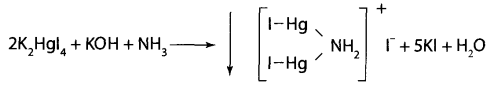 2K₂HgI₄ + KOH + NH₃ ⟶ ↓ [I–Hg \ I–Hg / NH₂]⁺ I⁻ + 5KI + H₂O